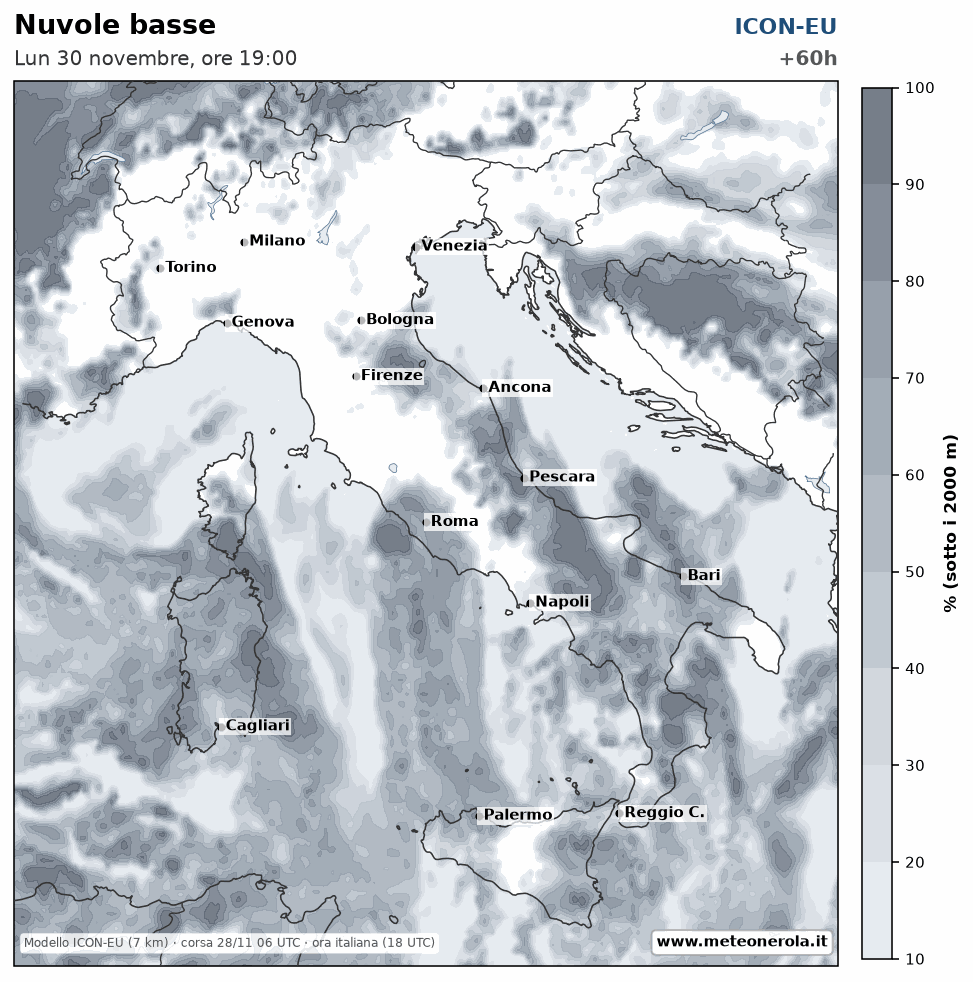 Nuvole basse
ICON-EU
Lun 30 novembre, ore 19:00
+60h
Milano
Venezia
Torino
Genova
Bologna
Firenze
Ancona
Pescara
Roma
Bari
Napoli
Cagliari
Palermo
Reggio C.
100
90
80
70
60
50
40
30
20
10
% (sotto i 2000 m)
Modello ICON-EU (7 km) · corsa 28/11 06 UTC · ora italiana (18 UTC)
www.meteonerola.it